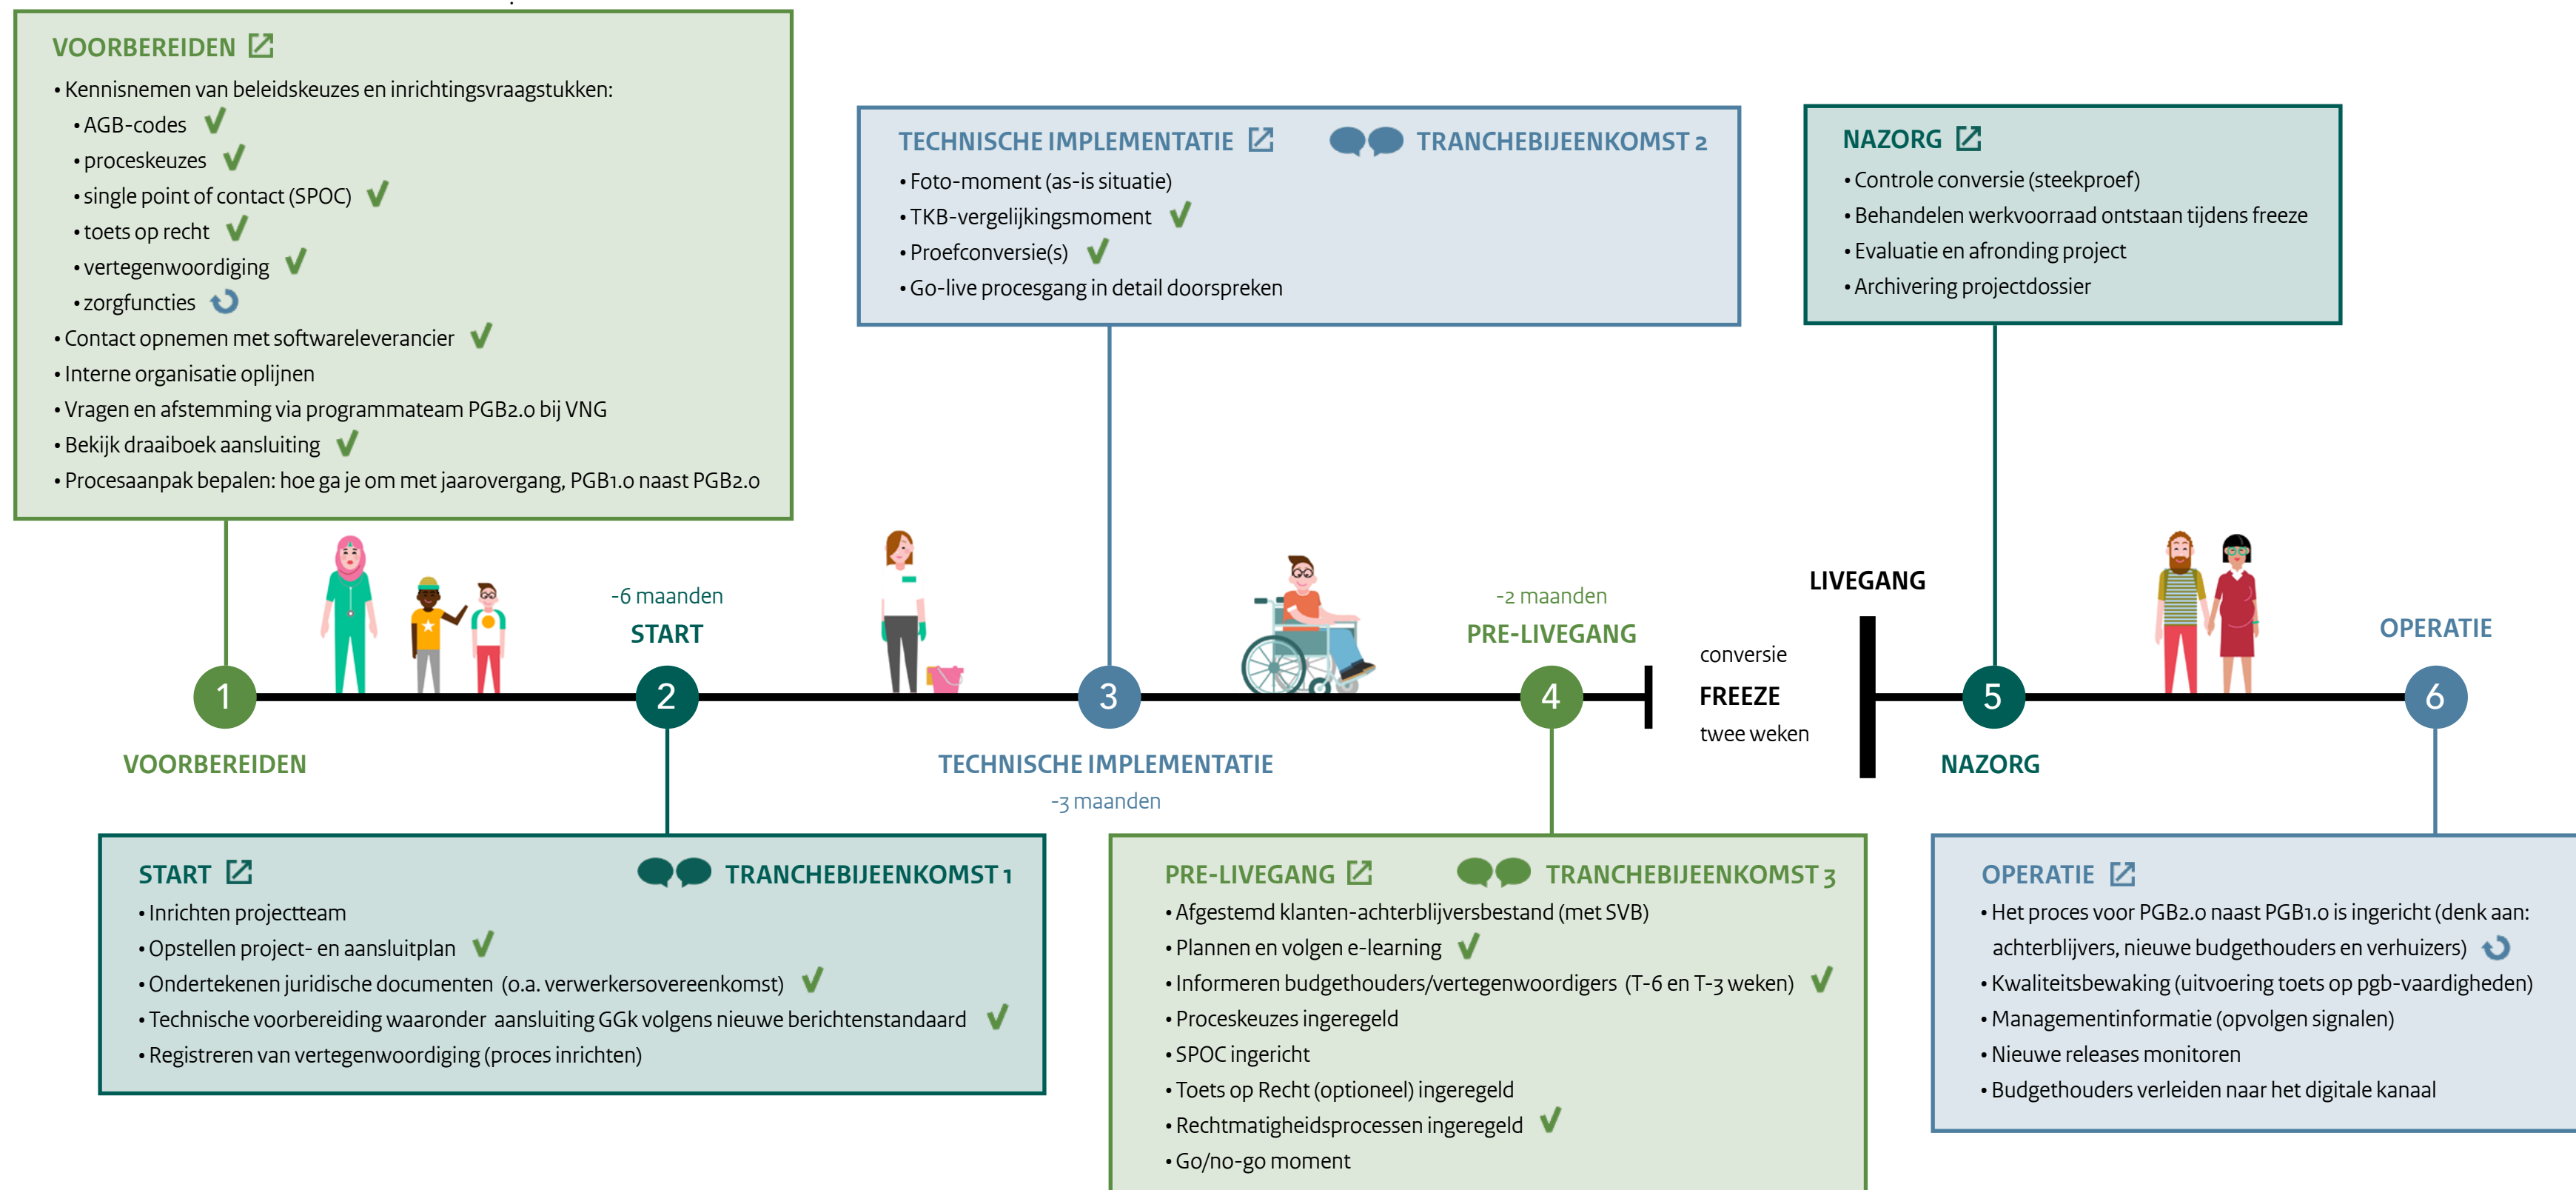 VOORBEREIDEN
• Kennisnemen van beleidskeuzes en inrichtingsvraagstukken:
• AGB-codes
• proceskeuzes
• single point of contact (SPOC)
• toets op recht
• vertegenwoordiging
• zorgfuncties
• Contact opnemen met softwareleverancier
• Interne organisatie oplijnen
• Vragen en afstemming via programmateam PGB2.0 bij VNG
• Bekijk draaiboek aansluiting
• Procesaanpak bepalen: hoe ga je om met jaarovergang, PGB1.0 naast PGB2.0
TECHNISCHE IMPLEMENTATIE TRANCHEBIJEENKOMST 2
• Foto-moment (as-is situatie)
• TKB-vergelijkingsmoment
• Proefconversie(s)
• Go-live procesgang in detail doorspreken
NAZORG
• Controle conversie (steekproef)
• Behandelen werkvoorraad ontstaan tijdens freeze
• Evaluatie en afronding project
• Archivering projectdossier
1
VOORBEREIDEN
-6 maanden
START
2
3
TECHNISCHE IMPLEMENTATIE
-3 maanden
-2 maanden
PRE-LIVEGANG
4
conversie
FREEZE
twee weken
LIVEGANG
5
NAZORG
OPERATIE
6
START TRANCHEBIJEENKOMST 1
• Inrichten projectteam
• Opstellen project- en aansluitplan
• Ondertekenen juridische documenten (o.a. verwerkersovereenkomst)
• Technische voorbereiding waaronder aansluiting GGk volgens nieuwe berichtenstandaard
• Registreren van vertegenwoordiging (proces inrichten)
PRE-LIVEGANG TRANCHEBIJEENKOMST 3
• Afgestemd klanten-achterblijversbestand (met SVB)
• Plannen en volgen e-learning
• Informeren budgethouders/vertegenwoordigers (T-6 en T-3 weken)
• Proceskeuzes ingeregeld
• SPOC ingericht
• Toets op Recht (optioneel) ingeregeld
• Rechtmatigheidsprocessen ingeregeld
• Go/no-go moment
OPERATIE
• Het proces voor PGB2.0 naast PGB1.0 is ingericht (denk aan:
achterblijvers, nieuwe budgethouders en verhuizers)
• Kwaliteitsbewaking (uitvoering toets op pgb-vaardigheden)
• Managementinformatie (opvolgen signalen)
• Nieuwe releases monitoren
• Budgethouders verleiden naar het digitale kanaal